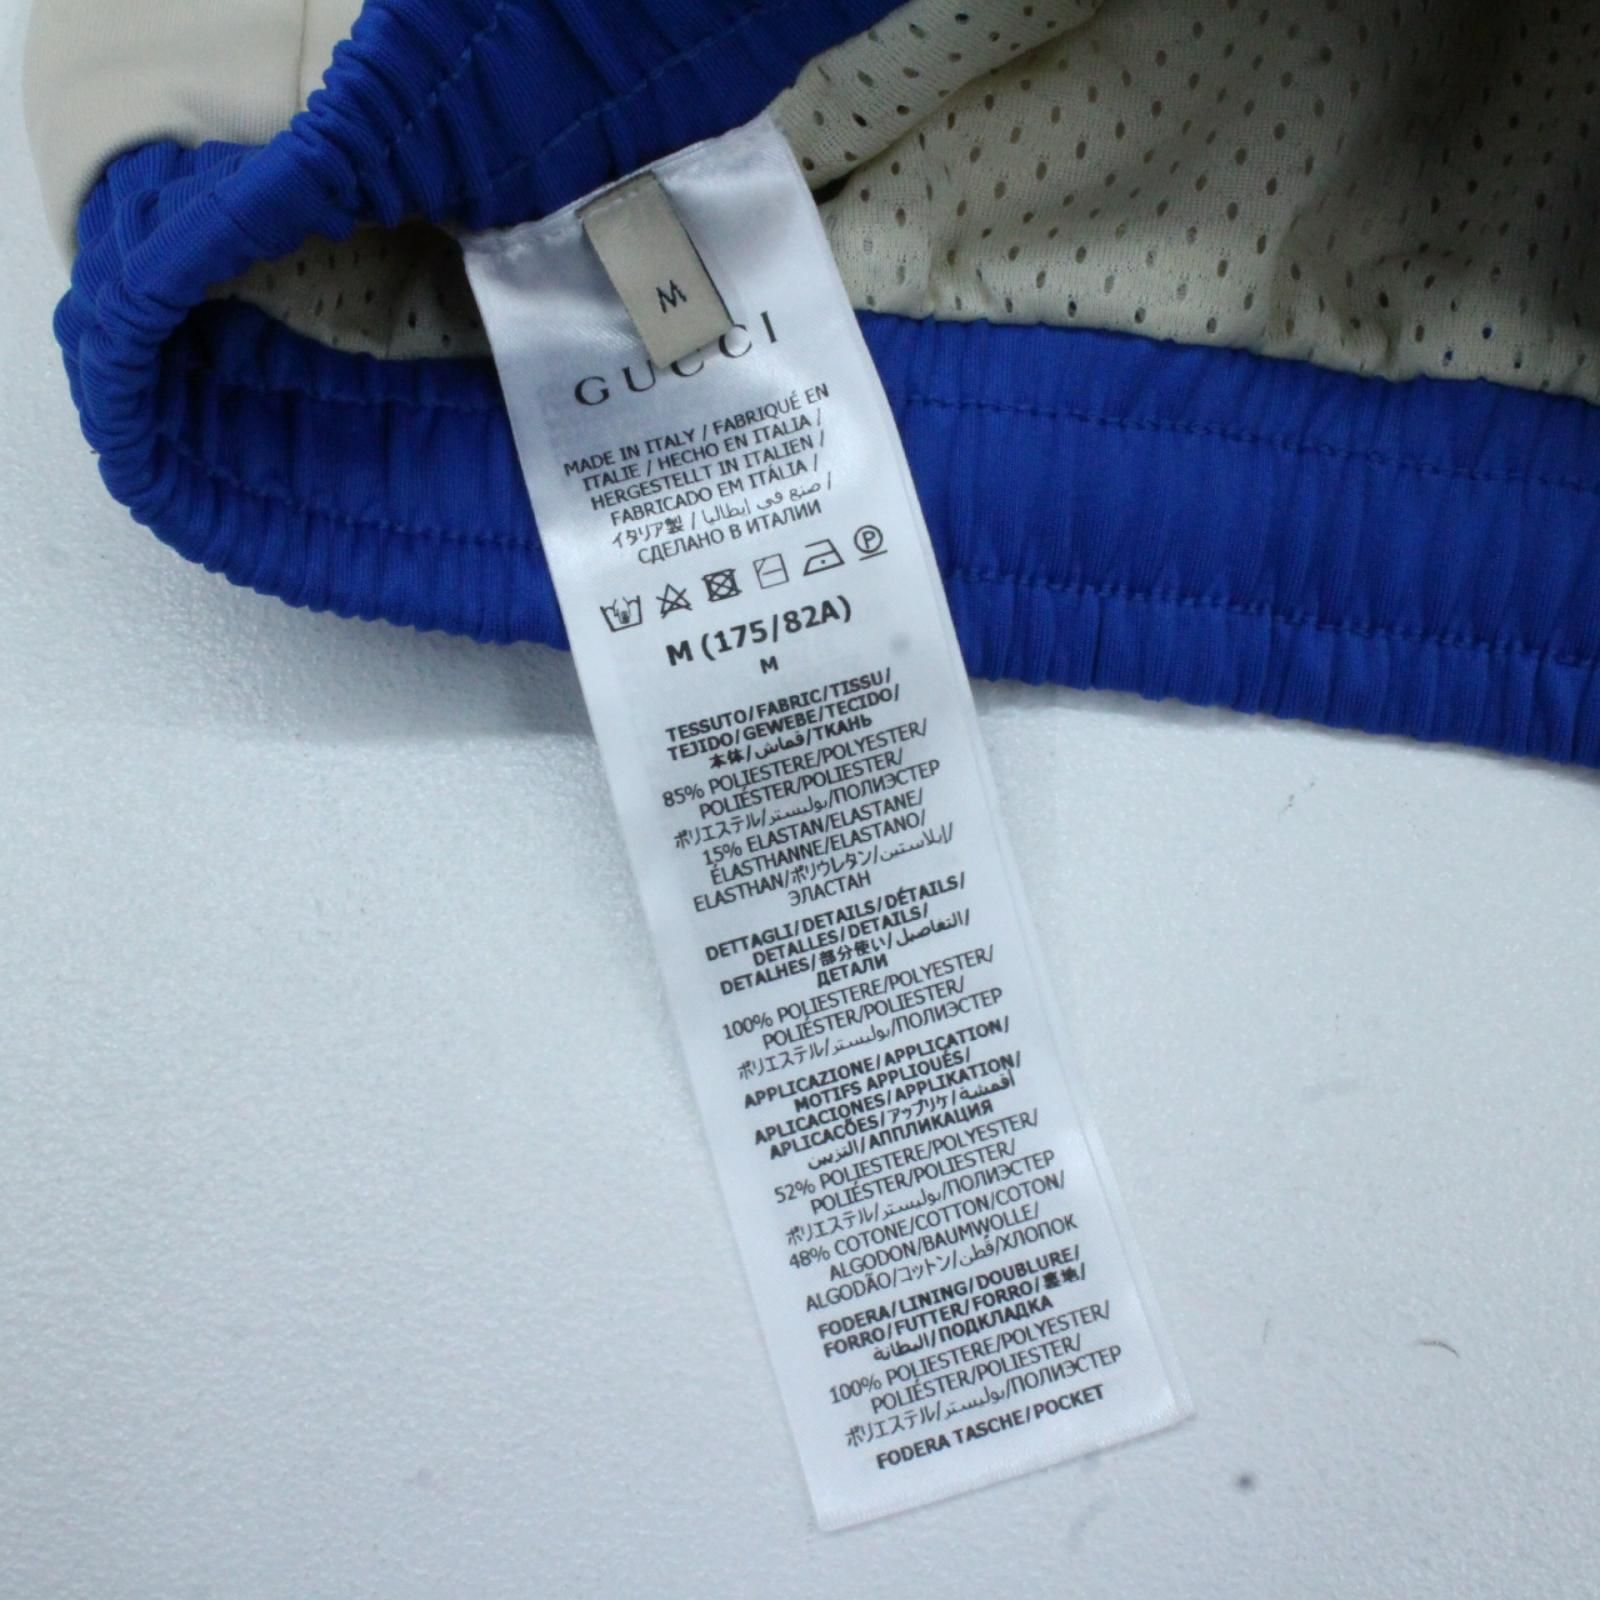 M
GUCCI
MADE IN ITALY / FABRIQUÉ EN
ITALIE / HECHO EN ITALIA /
HERGESTELLT IN ITALIEN /
FABRICADO EM ITÁLIA /
イタリア製 / صنع في إيطاليا /
СДЕЛАНО В ИТАЛИИ
P
M (175/82A)
M
TESSUTO/FABRIC/TISSU/
TEJIDO/GEWEBE/TECIDO/
本体/قماش/ТКАНЬ
85% POLIESTERE/POLYESTER/
POLIÉSTER/POLIESTER/
ポリエステル/بوليستر/ПОЛИЭСТЕР
15% ELASTAN/ELASTANE/
ÉLASTHANNE/ELASTANO/
ELASTHAN/ポリウレタン/إيلاستين/
ЭЛАСТАН
DETTAGLI/DETAILS/DÉTAILS/
DETALLES/DETAILS/
DETALHES/部分使い/التفاصيل/
ДЕТАЛИ
100% POLIESTERE/POLYESTER/
POLIÉSTER/POLIESTER/
ポリエステル/بوليستر/ПОЛИЭСТЕР
APPLICAZIONE/APPLICATION/
MOTIFS APPLIQUÉS/
APLICACIONES/APPLIKATION/
APLICAÇÕES/アップリケ/أقمشة
التزيين/АППЛИКАЦИЯ
52% POLIESTERE/POLYESTER/
POLIÉSTER/POLIESTER/
ポリエステル/بوليستر/ПОЛИЭСТЕР
48% COTONE/COTTON/COTON/
ALGODON/BAUMWOLLE/
ALGODÃO/コットン/قطن/ХЛОПОК
FODERA/LINING/DOUBLURE/
FORRO/FUTTER/FORRO/裏地/
البطانة/ПОДКЛАДКА
100% POLIESTERE/POLYESTER/
POLIÉSTER/POLIESTER/
ポリエステル/بوليستر/ПОЛИЭСТЕР
FODERA TASCHE/POCKET